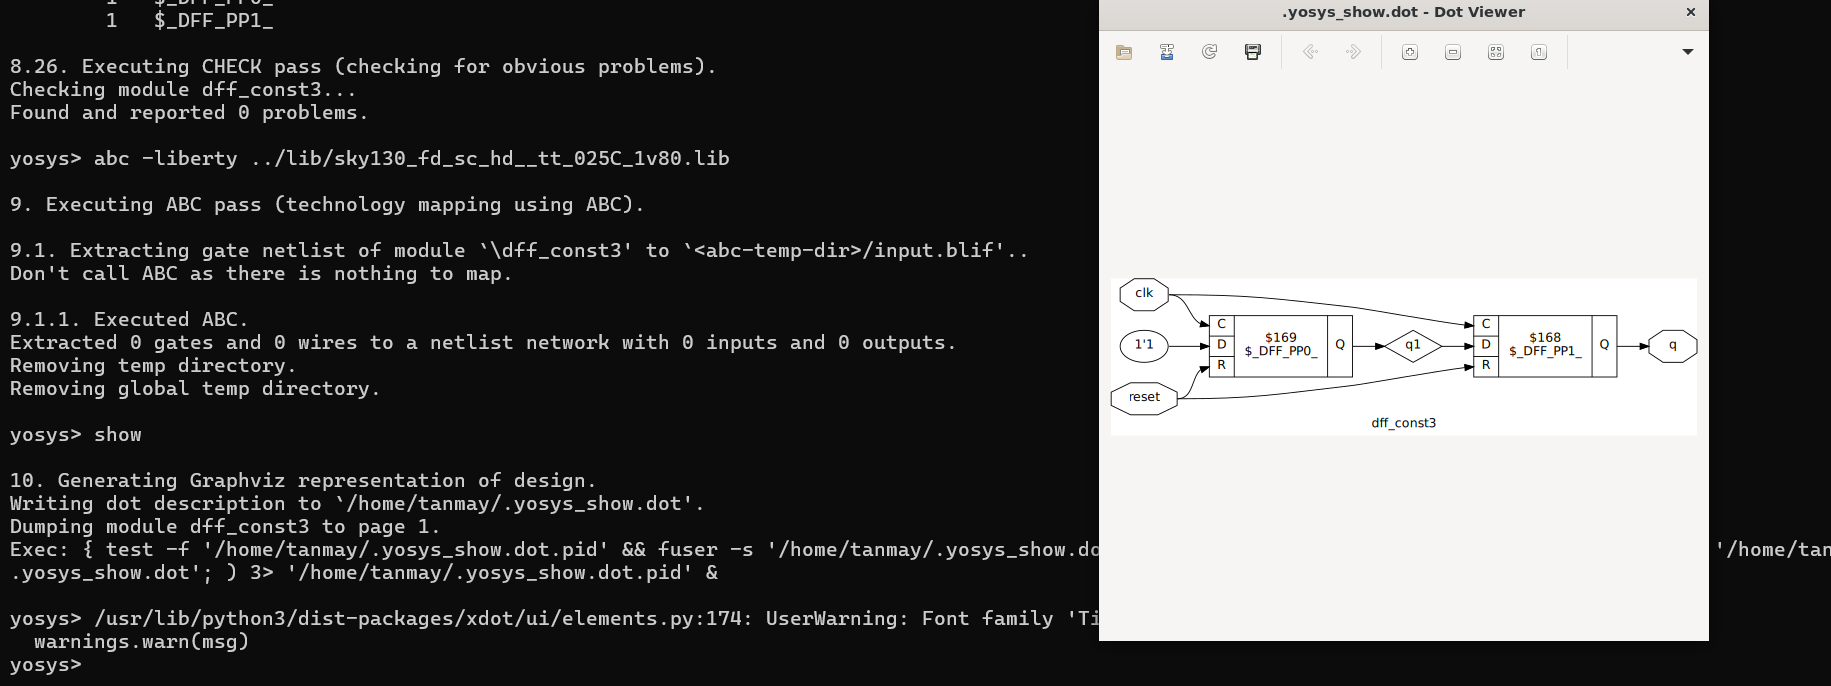 1   $_DFF_PP1_
8.26. Executing CHECK pass (checking for obvious problems).
Checking module dff_const3...
Found and reported 0 problems.
yosys> abc -liberty ../lib/sky130_fd_sc_hd__tt_025C_1v80.lib
9. Executing ABC pass (technology mapping using ABC).
9.1. Extracting gate netlist of module `\dff_const3' to `<abc-temp-dir>/input.blif'..
Don't call ABC as there is nothing to map.
9.1.1. Executed ABC.
Extracted 0 gates and 0 wires to a netlist network with 0 inputs and 0 outputs.
Removing temp directory.
Removing global temp directory.
yosys> show
10. Generating Graphviz representation of design.
Writing dot description to `/home/tanmay/.yosys_show.dot'.
Dumping module dff_const3 to page 1.
Exec: { test -f '/home/tanmay/.yosys_show.dot.pid' && fuser -s '/home/tanmay/.yosys_show.do
'/home/tan
.yosys_show.dot'; ) 3> '/home/tanmay/.yosys_show.dot.pid' &
yosys> /usr/lib/python3/dist-packages/xdot/ui/elements.py:174: UserWarning: Font family 'Ti
warnings.warn(msg)
yosys>
.yosys_show.dot - Dot Viewer
clk
1'1
reset
C
D
R
$169
$_DFF_PP0_
Q
q1
C
D
R
$168
$_DFF_PP1_
Q
q
dff_const3